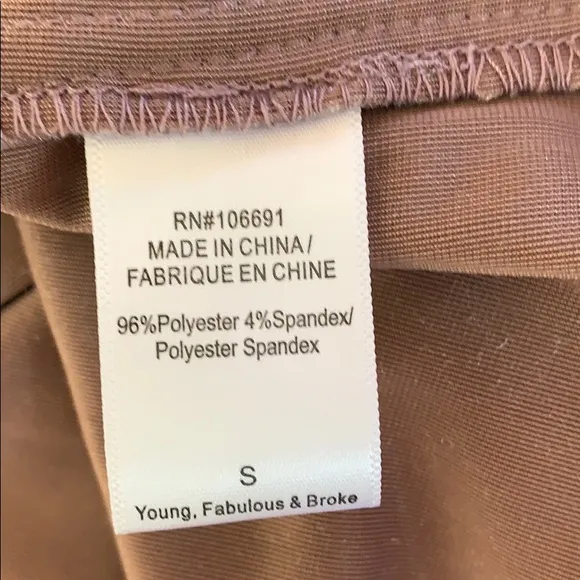 RN#106691
MADE IN CHINA/
FABRIQUE EN CHINE
96%Polyester 4%Spandex/
Polyester Spandex
S
Young, Fabulous & Broke